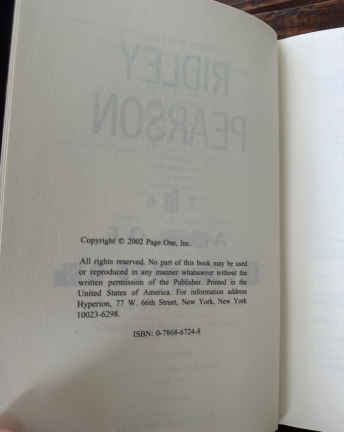 RIDLEY
PEARSON
Copyright © 2002 Page One, Inc.
All rights reserved. No part of this book may be used
or reproduced in any manner whatsoever without the
written permission of the Publisher. Printed in the
United States of America. For information address
Hyperion, 77 W. 66th Street, New York, New York
10023-6298.
ISBN: 0-7868-6724-8